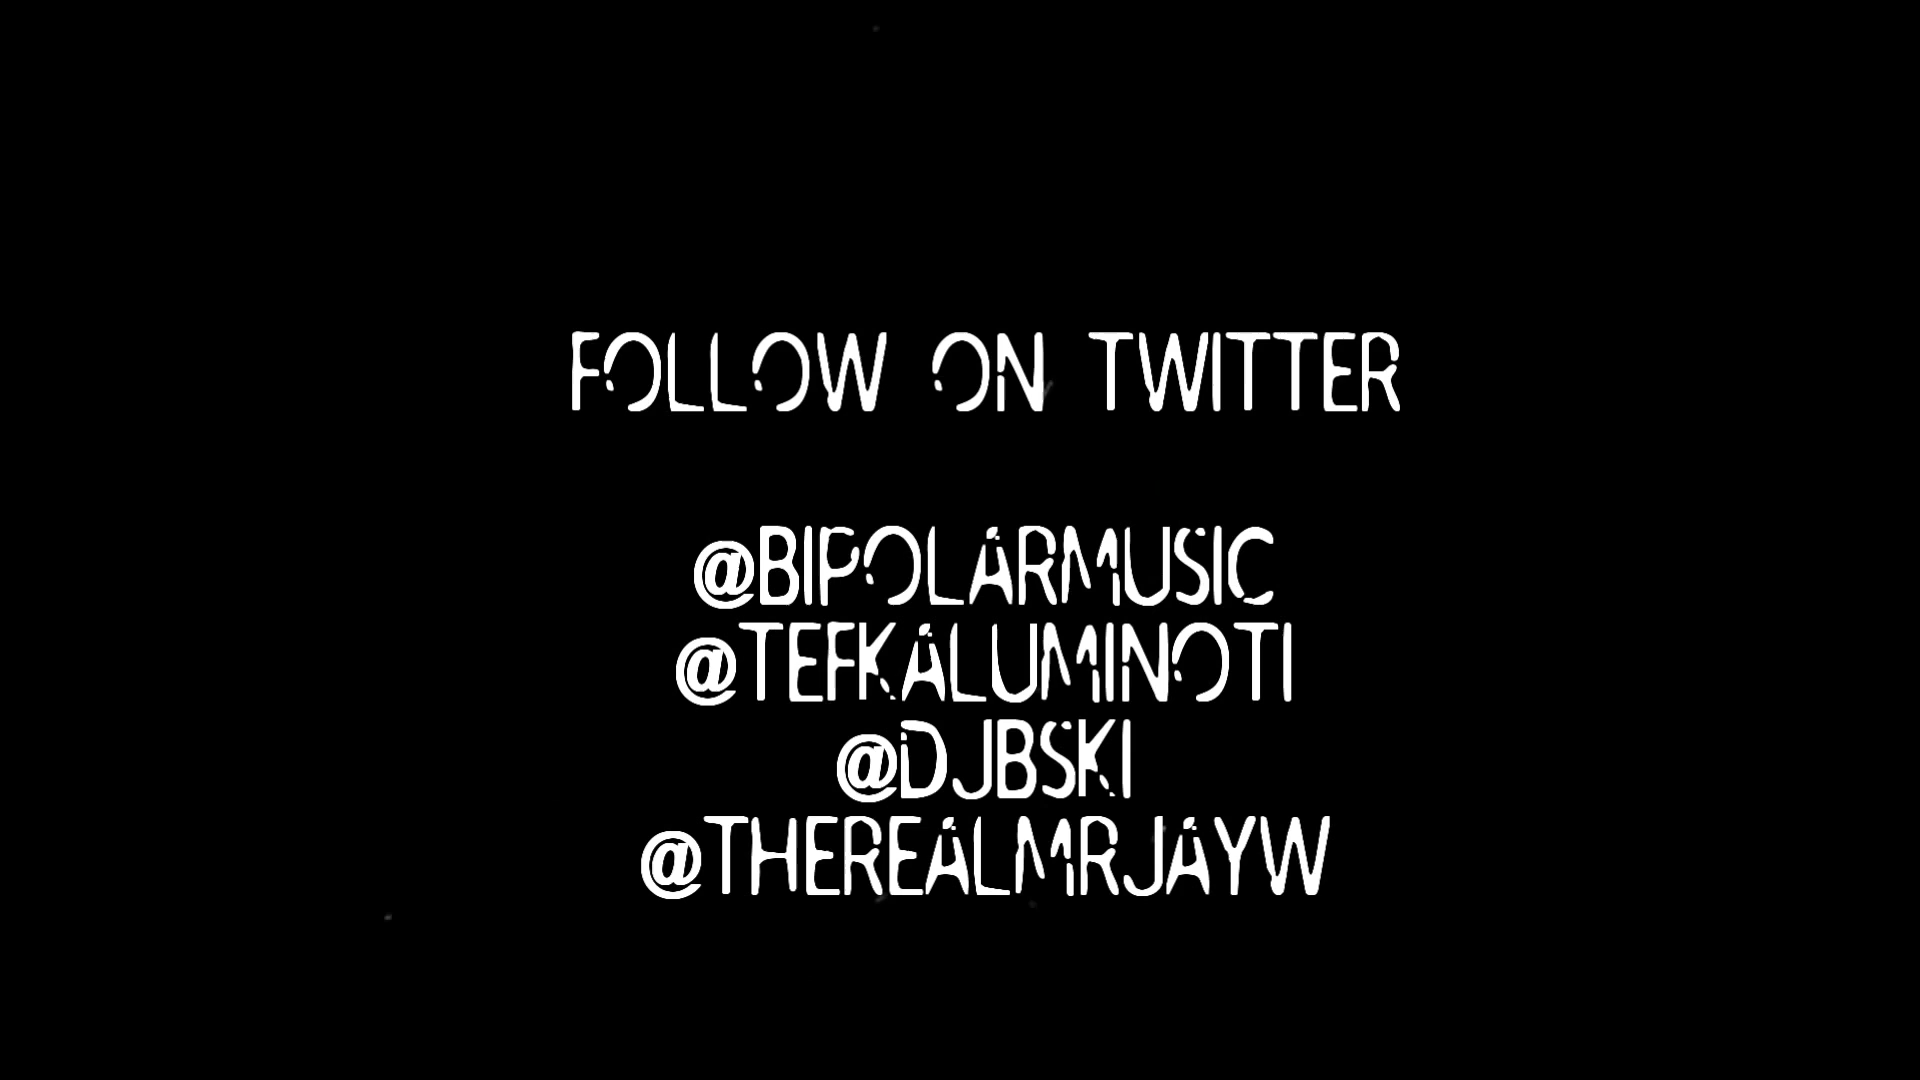 FOLLOW ON TWITTER
@BIPOLARMUSIC
@TEFKALUMINOTI
@DJBSKI
@THEREALMRJAYW